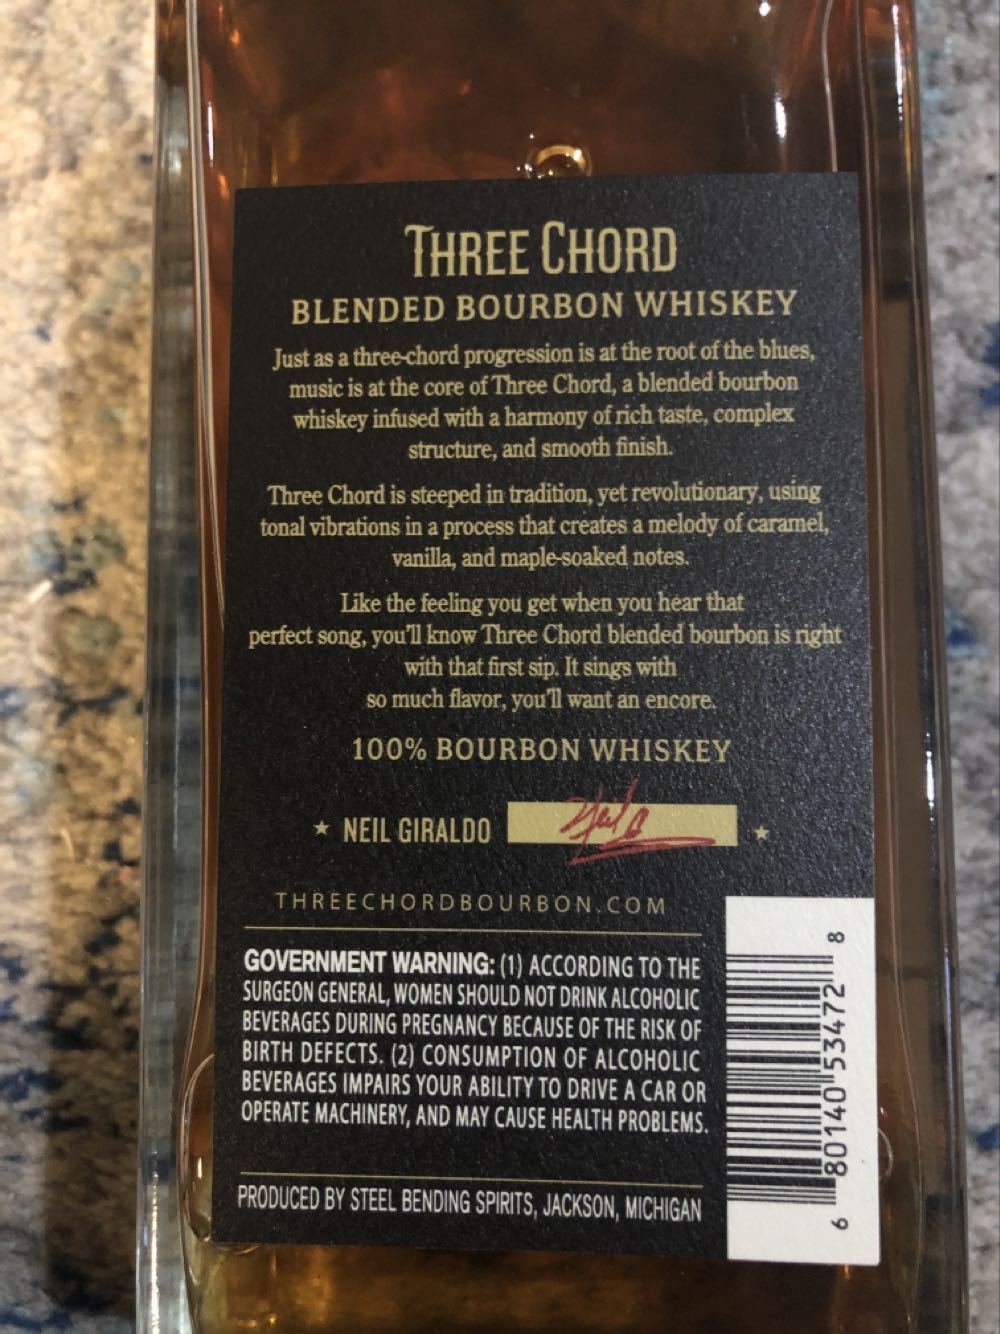 THREE CHORD
BLENDED BOURBON WHISKEY
Just as a three-chord progression is at the root of the blues,
music is at the core of Three Chord, a blended bourbon
whiskey infused with a harmony of rich taste, complex
structure, and smooth finish.
Three Chord is steeped in tradition, yet revolutionary, using
tonal vibrations in a process that creates a melody of caramel,
vanilla, and maple-soaked notes.
Like the feeling you get when you hear that
perfect song, you'll know Three Chord blended bourbon is right
with that first sip. It sings with
so much flavor, you'll want an encore.
100% BOURBON WHISKEY
★ NEIL GIRALDO ★
THREECHORDBOURBON.COM
GOVERNMENT WARNING: (1) ACCORDING TO THE
SURGEON GENERAL, WOMEN SHOULD NOT DRINK ALCOHOLIC
BEVERAGES DURING PREGNANCY BECAUSE OF THE RISK OF
BIRTH DEFECTS. (2) CONSUMPTION OF ALCOHOLIC
BEVERAGES IMPAIRS YOUR ABILITY TO DRIVE A CAR OR
OPERATE MACHINERY, AND MAY CAUSE HEALTH PROBLEMS.
PRODUCED BY STEEL BENDING SPIRITS, JACKSON, MICHIGAN
6 80140 53472 8